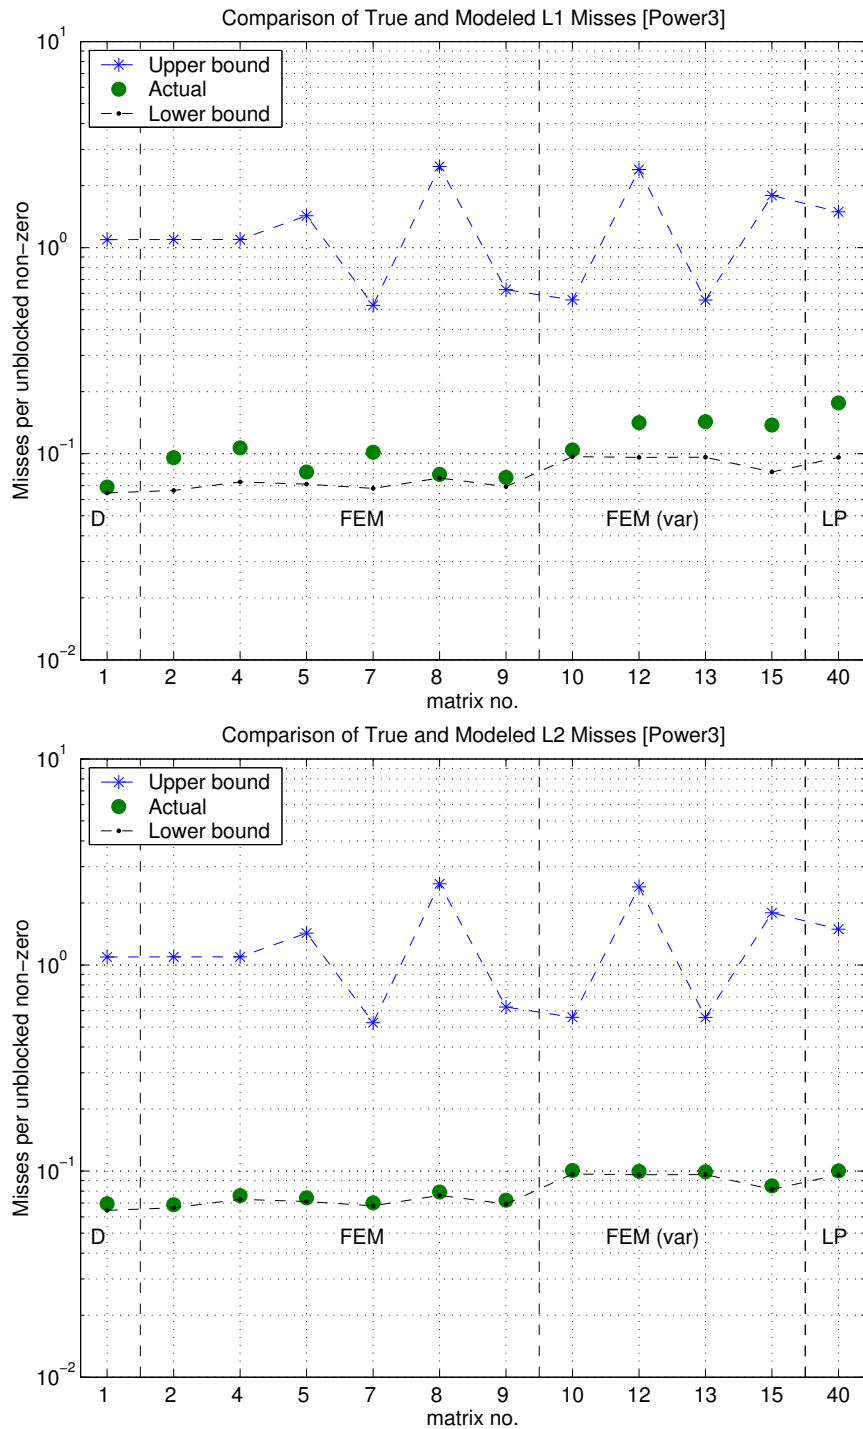 Comparison of True and Modeled L1 Misses [Power3]
10^1
Upper bound
Actual
Lower bound
10^0
Misses per unblocked non−zero
10^−1
D FEM FEM (var) LP
10^−2
1 2 4 5 7 8 9 10 12 13 15 40
matrix no.
Comparison of True and Modeled L2 Misses [Power3]
10^1
Upper bound
Actual
Lower bound
10^0
Misses per unblocked non−zero
10^−1
D FEM FEM (var) LP
10^−2
1 2 4 5 7 8 9 10 12 13 15 40
matrix no.